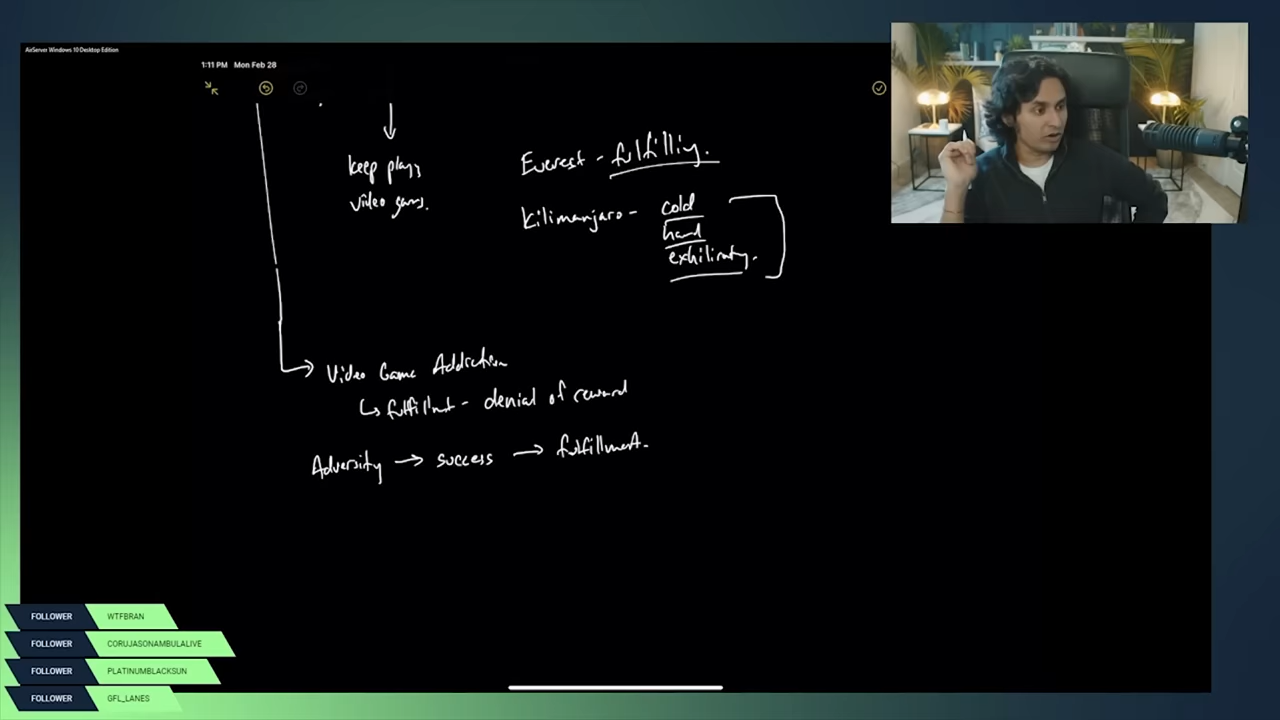 AirServer Windows 10 Desktop Edition
1:11 PM Mon Feb 28
keep playing
video games.
Everest - fulfilling.
Kilimanjaro - cold
hard
exhilirating.
Video Game Addiction
↳ fulfillment - denial of reward
Adversity → success → fulfillment.
FOLLOWER WTFBRAN
FOLLOWER CORUJASONAMBULALIVE
FOLLOWER PLATINUMBLACKSUN
FOLLOWER GFL_LANES